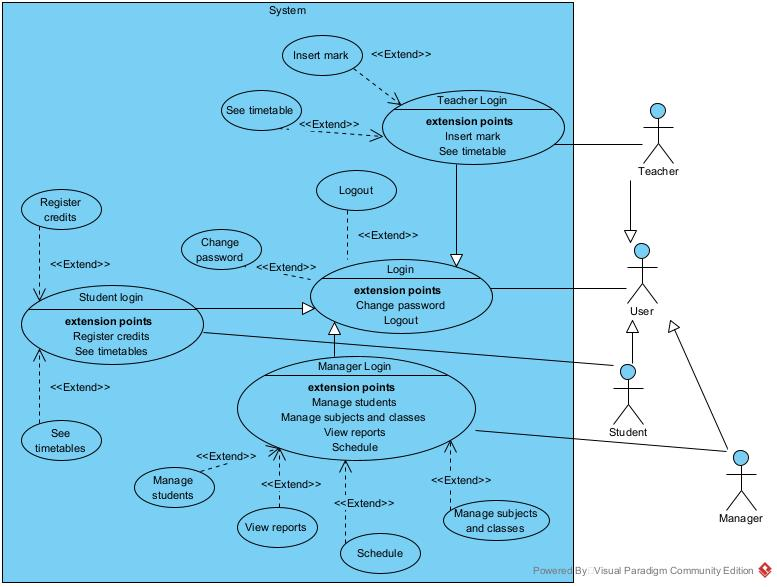 System
Insert mark
<<Extend>>
See timetable
<<Extend>>
Teacher Login
extension points
Insert mark
See timetable
Teacher
Logout
<<Extend>>
Register
credits
<<Extend>>
Change
password
<<Extend>>
Login
extension points
Change password
Logout
User
Student login
extension points
Register credits
See timetables
<<Extend>>
See
timetables
Manager Login
extension points
Manage students
Manage subjects and classes
View reports
Schedule
Student
<<Extend>>
Manage
students
<<Extend>>
View reports
<<Extend>>
Schedule
<<Extend>>
Manage subjects
and classes
Manager
Powered By Visual Paradigm Community Edition